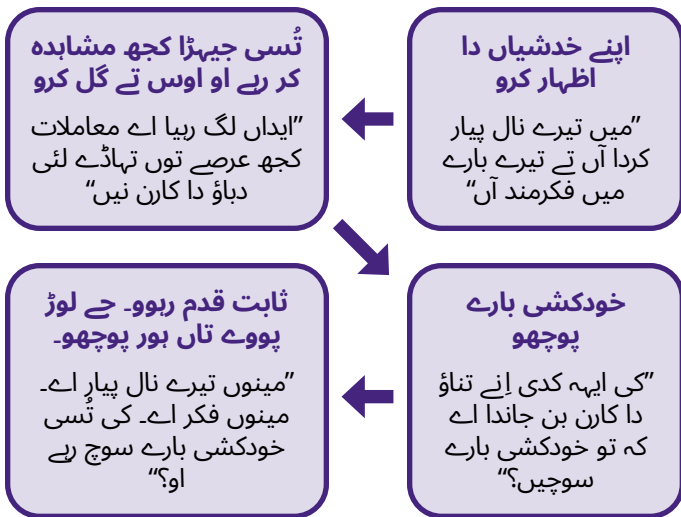 اپنے خدشیاں دا
اظہار کرو
”میں تیرے نال پیار
کردا آں تے تیرے بارے
میں فکرمند آں“
تُسی جیہڑا کجھ مشاہدہ
کر رہے او اوس تے گل کرو
”ایداں لگ رہیا اے معاملات
کجھ عرصے توں تہاڈے لئی
دباؤ دا کارن نیں“
خودکشی بارے
پوچھو
”کی ایہہ کدی اِنے تناؤ
دا کارن بن جاندا اے
کہ تو خودکشی بارے
سوچیں؟“
ثابت قدم رہوو۔ جے لوڑ
پووے تاں ہور پوچھو۔
”مینوں تیرے نال پیار اے۔
مینوں فکر اے۔ کی تُسی
خودکشی بارے سوچ رہے
او؟“